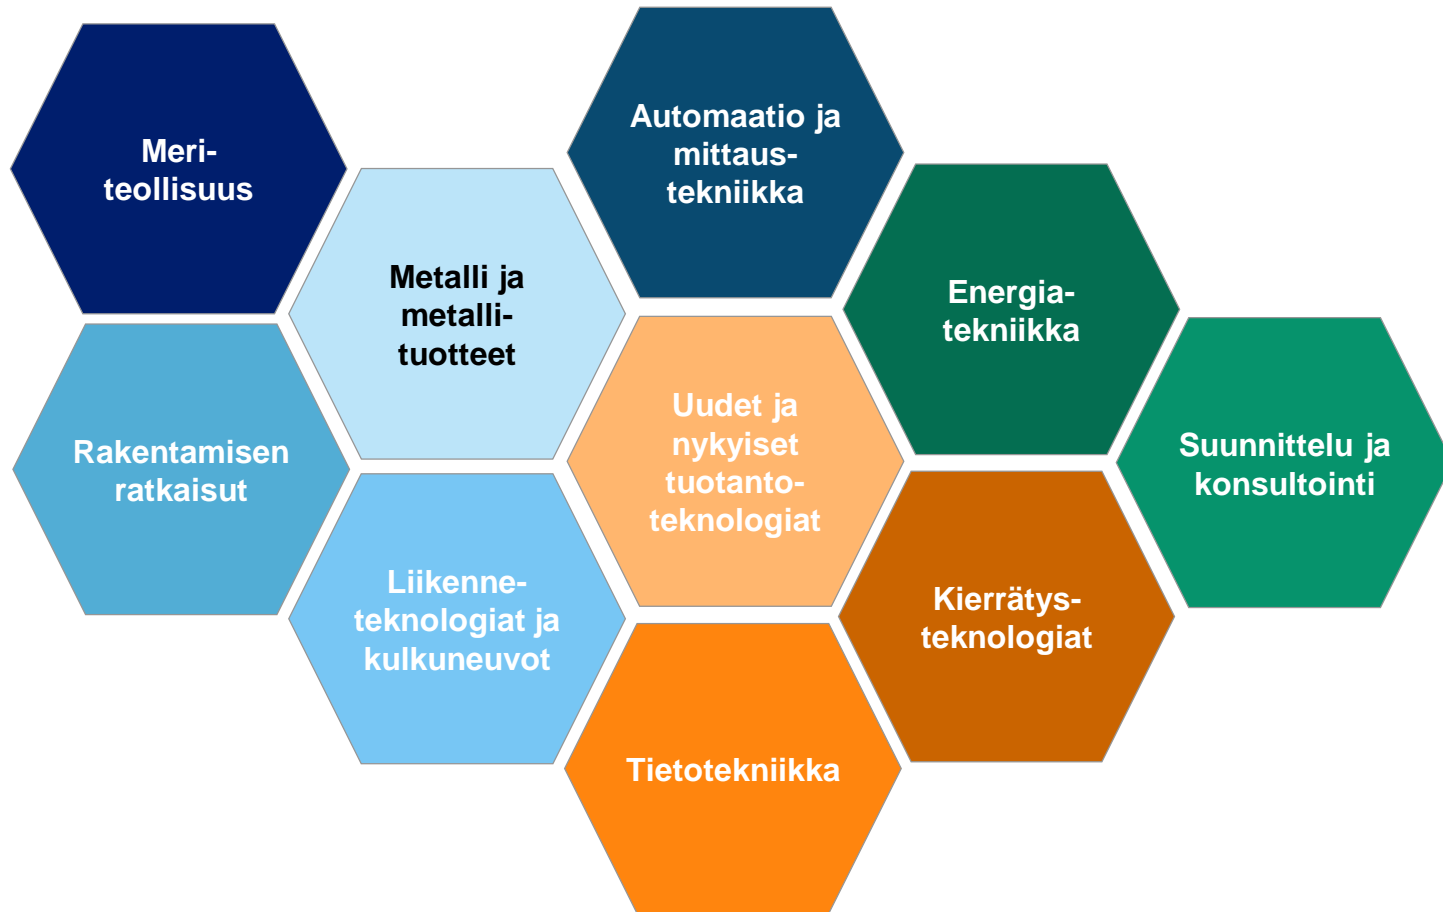 Meri-
teollisuus
Automaatio ja
mittaus-
tekniikka
Metalli ja
metalli-
tuotteet
Energia-
tekniikka
Rakentamisen
ratkaisut
Uudet ja
nykyiset
tuotanto-
teknologiat
Suunnittelu ja
konsultointi
Liikenne-
teknologiat ja
kulkuneuvot
Kierrätys-
teknologiat
Tietotekniikka